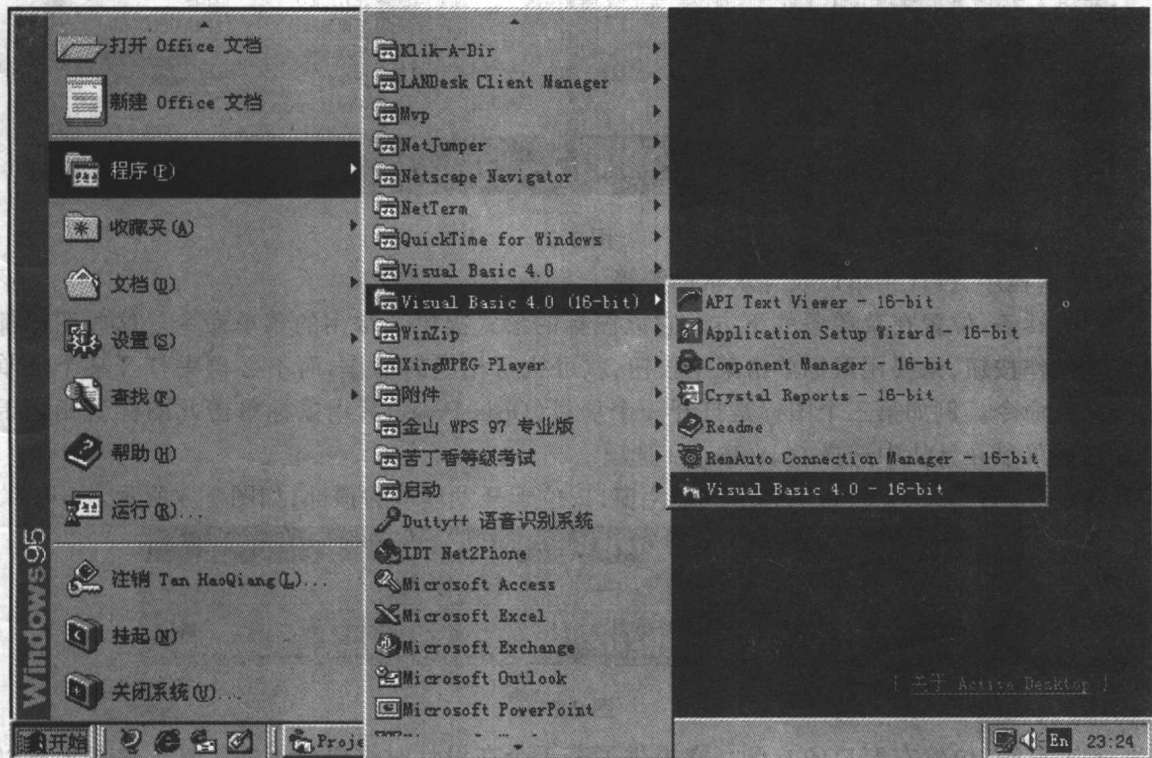 打开 Office 文档
新建 Office 文档
程序(P)
收藏夹(A)
文档(D)
设置(S)
查找(F)
帮助(H)
运行(R)...
注销 Tan HaoQiang(L)...
挂起(N)
关闭系统(U)...
Windows95
Klik-A-Dir
LANDesk Client Manager
Mvp
NetJumper
Netscape Navigator
NetTerm
QuickTime for Windows
Visual Basic 4.0
Visual Basic 4.0 (16-bit)
WinZip
XingMPEG Player
附件
金山 WPS 97 专业版
苦丁香等级考试
启动
Dutty++ 语音识别系统
IDT Net2Phone
Microsoft Access
Microsoft Excel
Microsoft Exchange
Microsoft Outlook
Microsoft PowerPoint
API Text Viewer - 16-bit
Application Setup Wizard - 16-bit
Component Manager - 16-bit
Crystal Reports - 16-bit
Readme
RemAuto Connection Manager - 16-bit
Visual Basic 4.0 - 16-bit
[ 关于 Active Desktop ]
开始
Proje
En
23:24